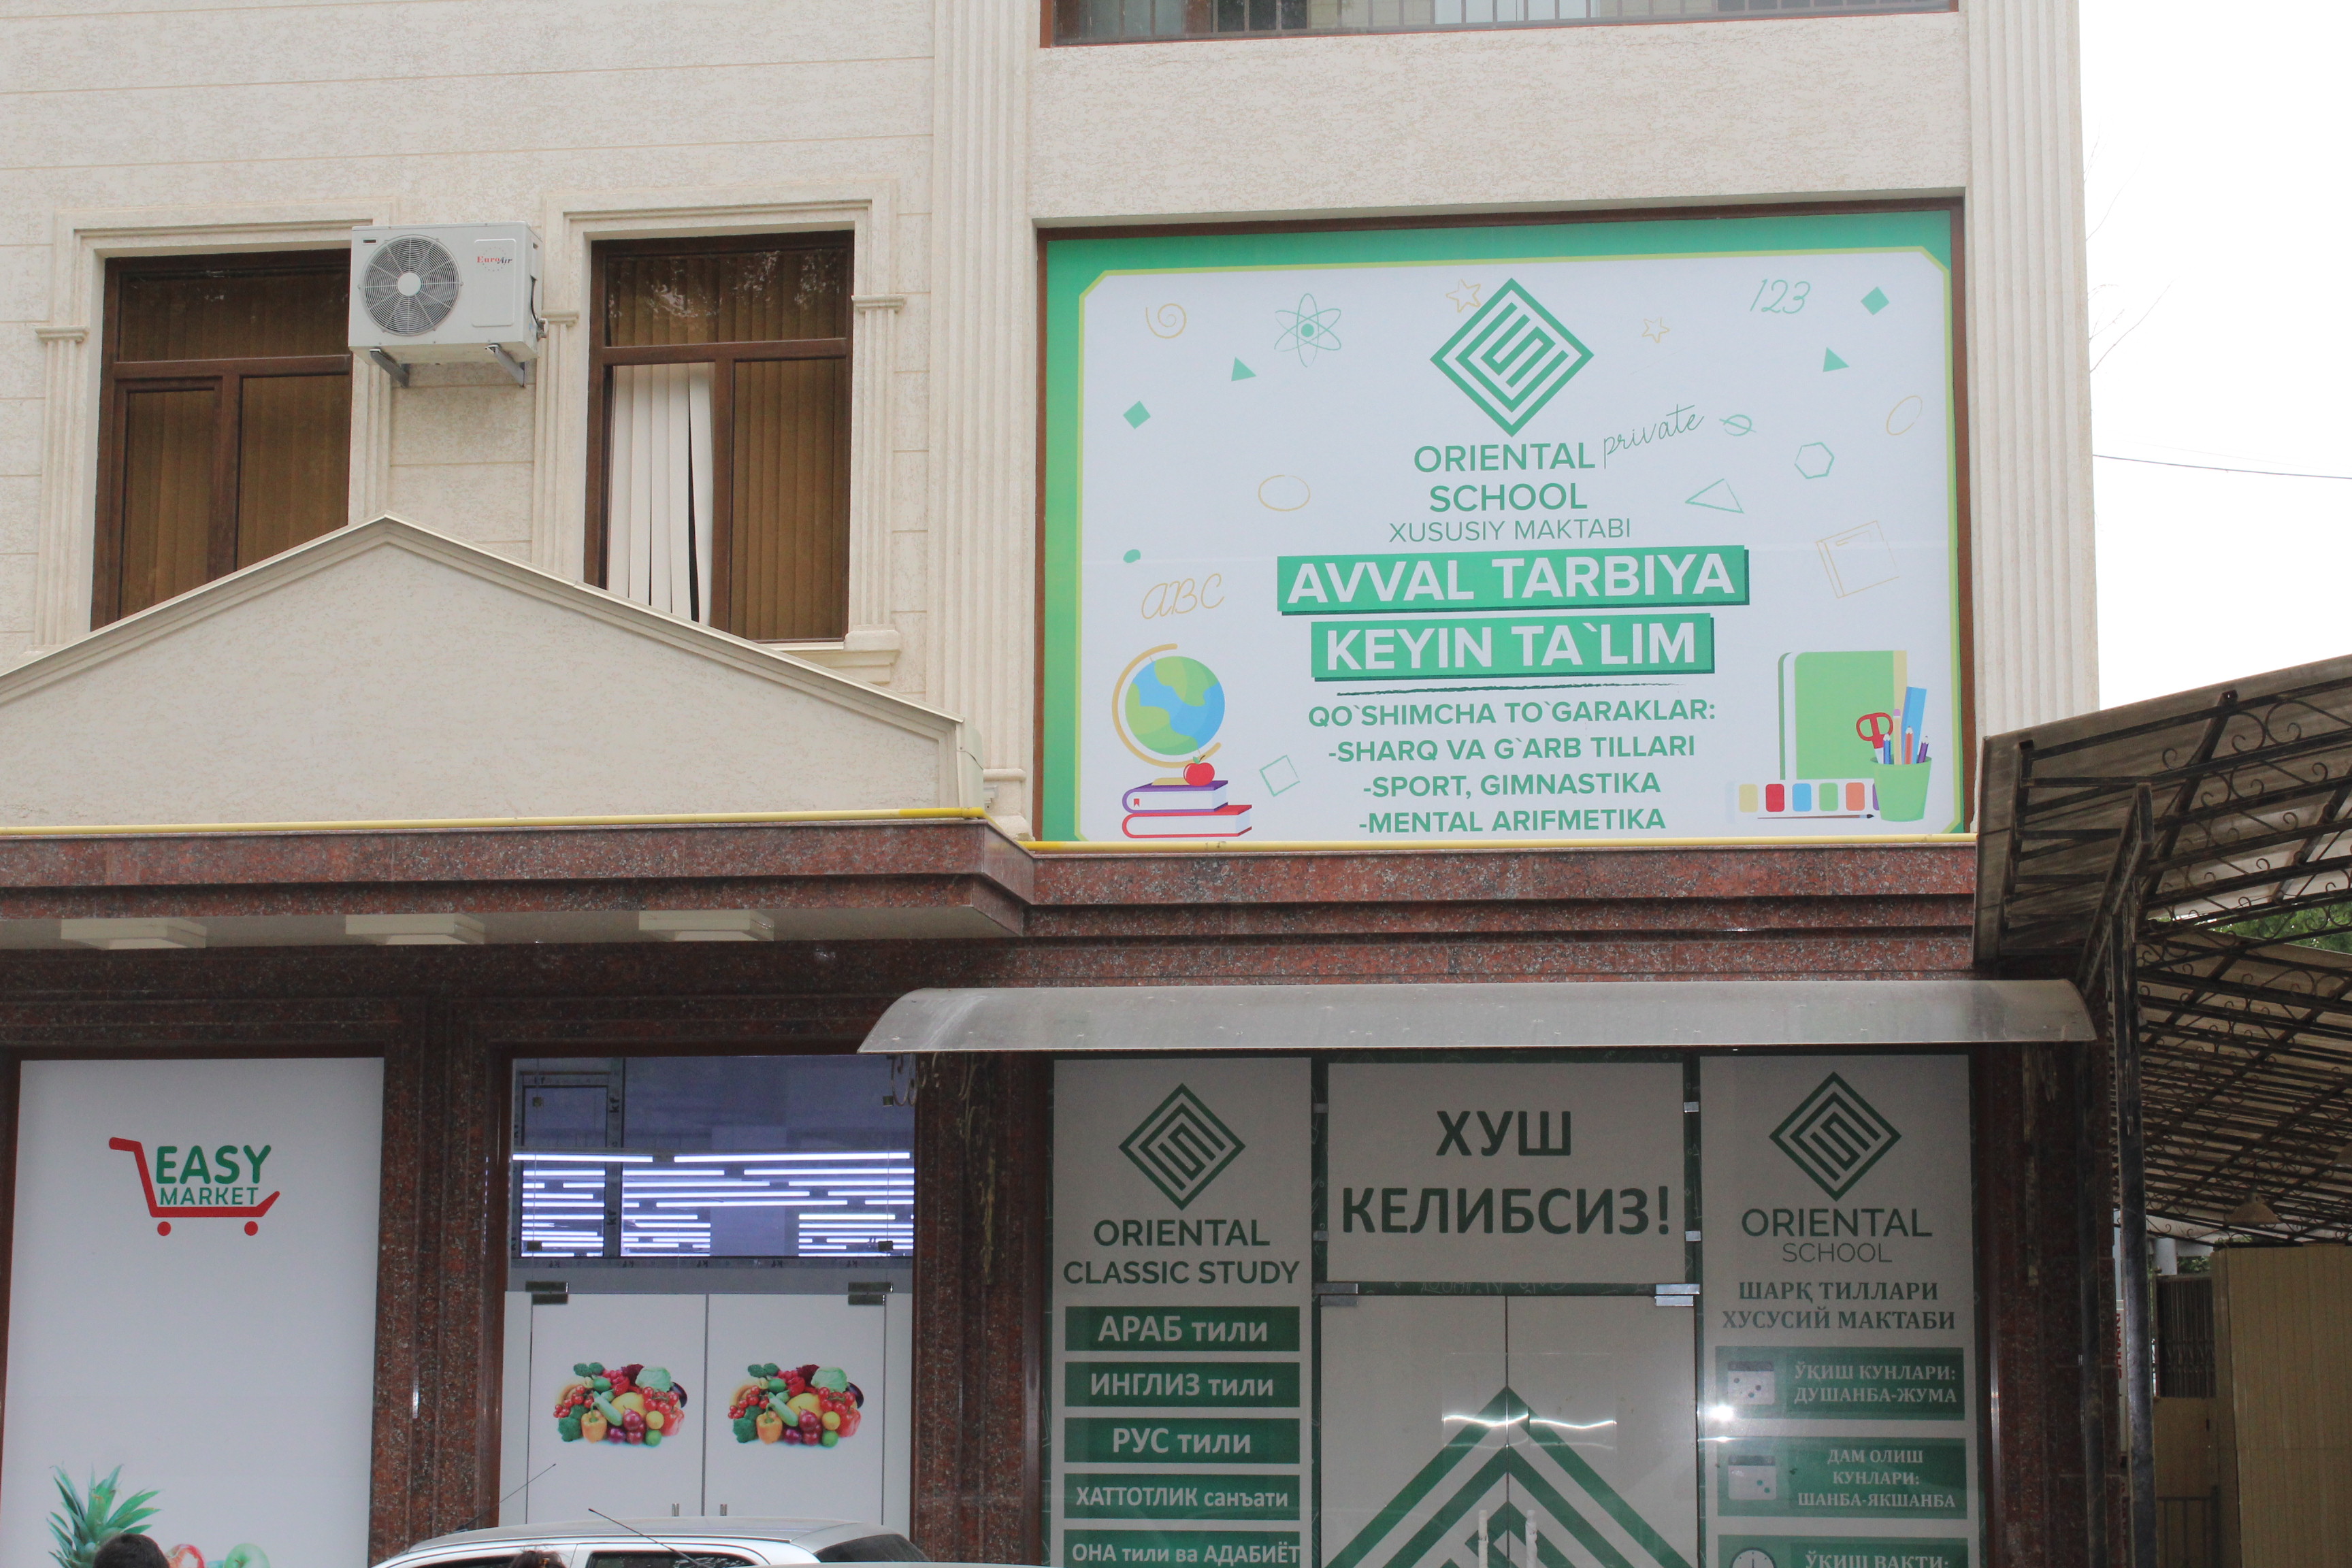 EuroAir
123
ORIENTAL private
SCHOOL
XUSUSIY MAKTABI
AVVAL TARBIYA
KEYIN TA`LIM
ABC
QO`SHIMCHA TO`GARAKLAR:
-SHARQ VA G`ARB TILLARI
-SPORT, GIMNASTIKA
-MENTAL ARIFMETIKA
EASY
MARKET
ORIENTAL
CLASSIC STUDY
АРАБ тили
ИНГЛИЗ тили
РУС тили
ХАТТОТЛИК санъати
ОНА тили ва АДАБИЁТ
ХУШ
КЕЛИБСИЗ!
ORIENTAL
SCHOOL
ШАРҚ ТИЛЛАРИ
ХУСУСИЙ МАКТАБИ
ЎҚИШ КУНЛАРИ:
ДУШАНБА-ЖУМА
ДАМ ОЛИШ
КУНЛАРИ:
ШАНБА-ЯКШАНБА
ЎҚИШ ВАҚТИ: